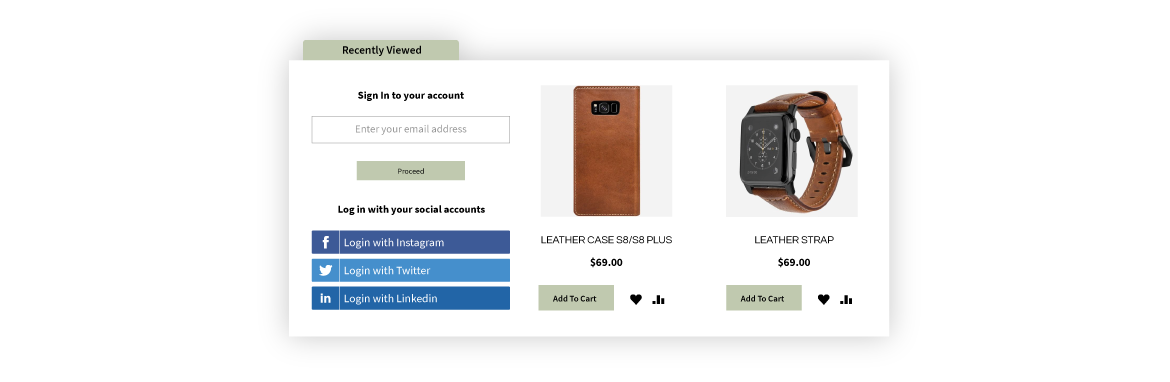 Recently Viewed
Sign In to your account
Enter your email address
Proceed
Log in with your social accounts
f Login with Instagram
Login with Twitter
in Login with Linkedin
LEATHER CASE S8/S8 PLUS
$69.00
Add To Cart
LEATHER STRAP
$69.00
Add To Cart